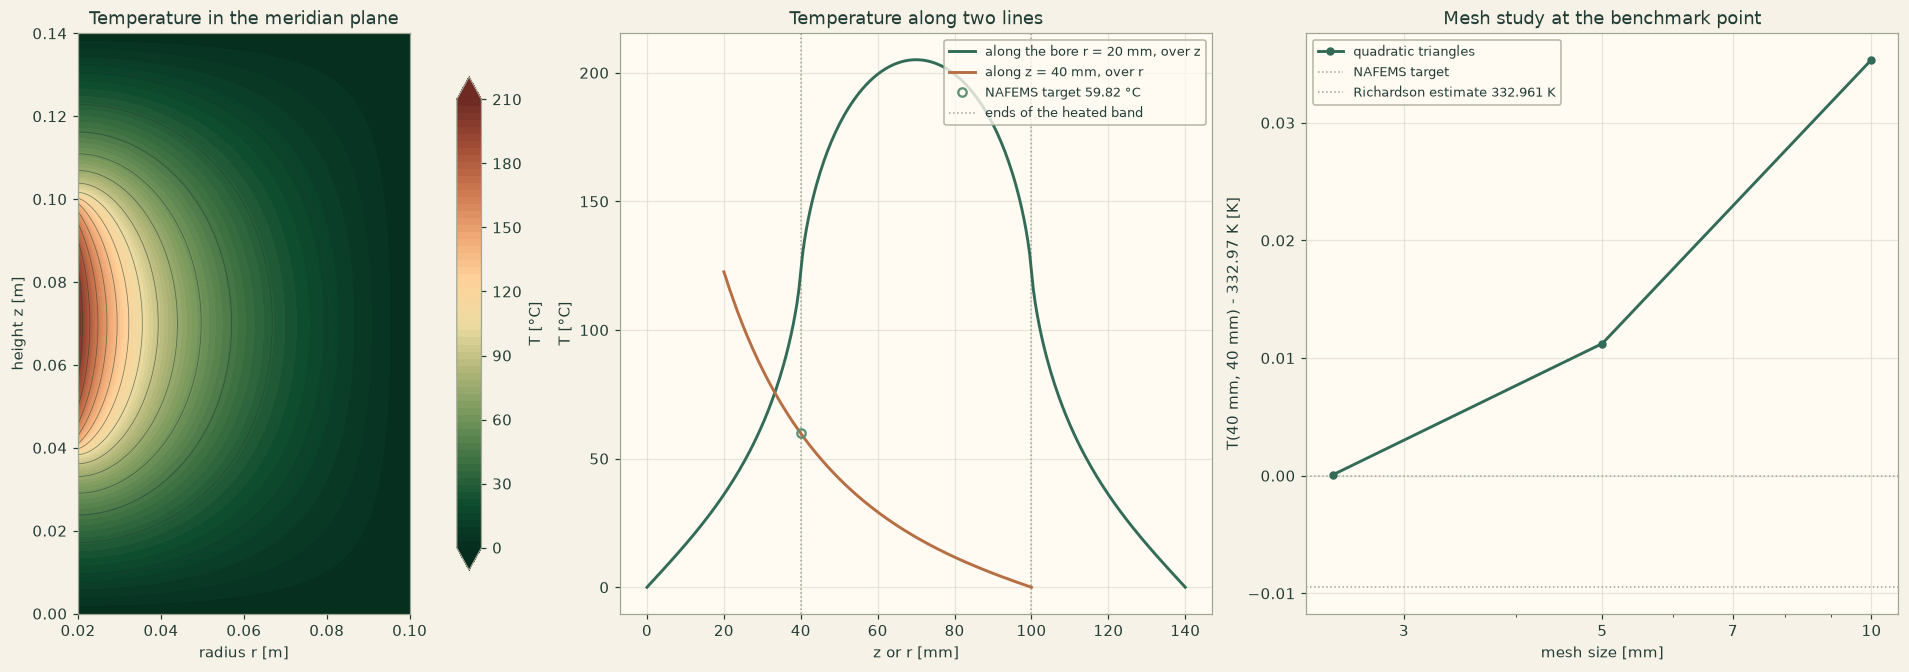 Temperature in the meridian plane
0.14
0.12
0.10
0.08
0.06
0.04
0.02
0.00
height z [m]
0.02 0.04 0.06 0.08 0.10
radius r [m]
210
180
150
120
90
60
30
0
T [°C]
Temperature along two lines
along the bore r = 20 mm, over z
along z = 40 mm, over r
NAFEMS target 59.82 °C
ends of the heated band
200
150
100
50
0
T [°C]
0 20 40 60 80 100 120 140
z or r [mm]
Mesh study at the benchmark point
quadratic triangles
NAFEMS target
Richardson estimate 332.961 K
0.03
0.02
0.01
0.00
−0.01
T(40 mm, 40 mm) - 332.97 K [K]
3 5 7 10
mesh size [mm]